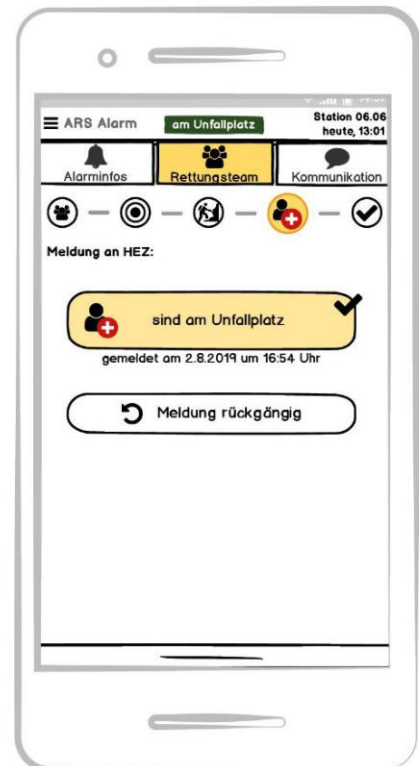 ARS Alarm
am Unfallplatz
Station 06.06
heute, 13:01
Alarminfos
Rettungsteam
Kommunikation
Meldung an HEZ:
sind am Unfallplatz
gemeldet am 2.8.2019 um 16:54 Uhr
Meldung rückgängig